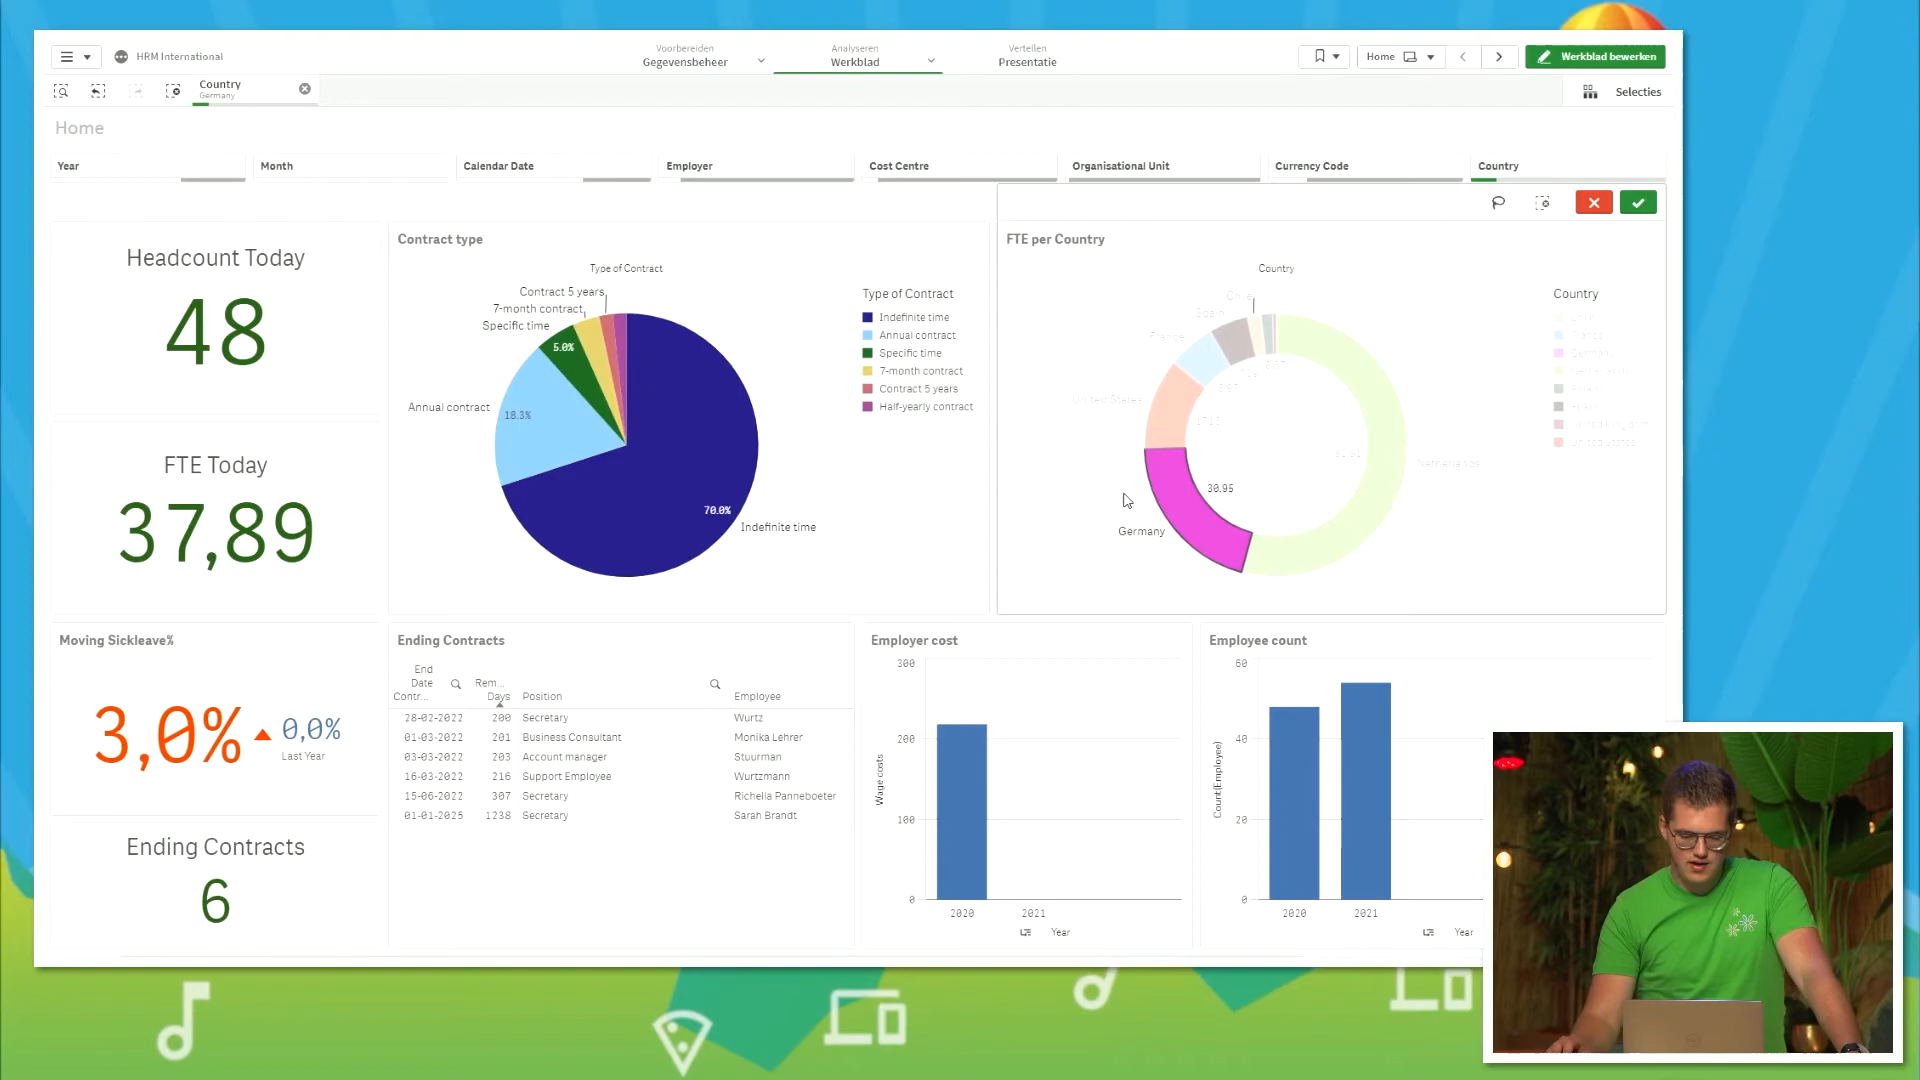 HRM International
Voorbereiden
Gegevensbeheer
Analyseren
Werkblad
Vertellen
Presentatie
Home
Werkblad bewerken
Country
Germany
Selecties
Home
Year
Month
Calendar Date
Employer
Cost Centre
Organisational Unit
Currency Code
Country
Headcount Today
48
FTE Today
37,89
Contract type
Type of Contract
Contract 5 years
7-month contract
Specific time
5.0%
Annual contract
18.3%
70.0%
Indefinite time
Type of Contract
Indefinite time
Annual contract
Specific time
7-month contract
Contract 5 years
Half-yearly contract
FTE per Country
Country
Chile
Spain
France
United States
Netherlands
30.95
Germany
Country
France
Germany
Netherlands
United Kingdom
United States
Moving Sickleave%
3,0%
0,0%
Last Year
Ending Contracts
6
Ending Contracts
End
Date
Contr...
Rem...
Days
Position
Employee
28-02-2022 200 Secretary Wurtz
01-03-2022 201 Business Consultant Monika Lehrer
03-03-2022 203 Account manager Stuurman
16-03-2022 216 Support Employee Wurtzmann
15-06-2022 307 Secretary Richella Panneboeter
01-01-2025 1238 Secretary Sarah Brandt
Employer cost
300
200
100
0
Wage costs
2020
2021
Year
Employee count
60
40
20
0
Count(Employee)
2020
2021
Year